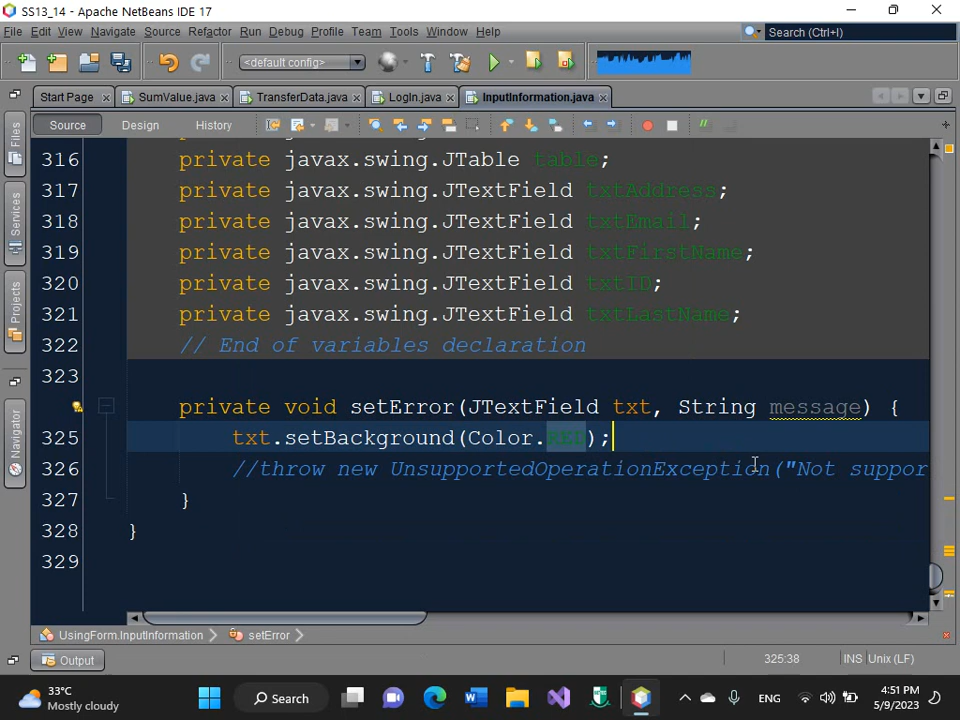 SS13_14 - Apache NetBeans IDE 17
File Edit View Navigate Source Refactor Run Debug Profile Team Tools Window Help
Search (Ctrl+I)
<default config>
Start Page SumValue.java TransferData.java LogIn.java InputInformation.java
Source Design History
Files
Services
Projects
Navigator
316 private javax.swing.JTable table;
317 private javax.swing.JTextField txtAddress;
318 private javax.swing.JTextField txtEmail;
319 private javax.swing.JTextField txtFirstName;
320 private javax.swing.JTextField txtID;
321 private javax.swing.JTextField txtLastName;
322 // End of variables declaration
323
private void setError(JTextField txt, String message) {
325 txt.setBackground(Color.RED);
326 //throw new UnsupportedOperationException("Not suppor
327 }
328 }
329
UsingForm.InputInformation setError
Output
325:38 INS Unix (LF)
33°C
Mostly cloudy
Search
ENG
4:51 PM
5/9/2023